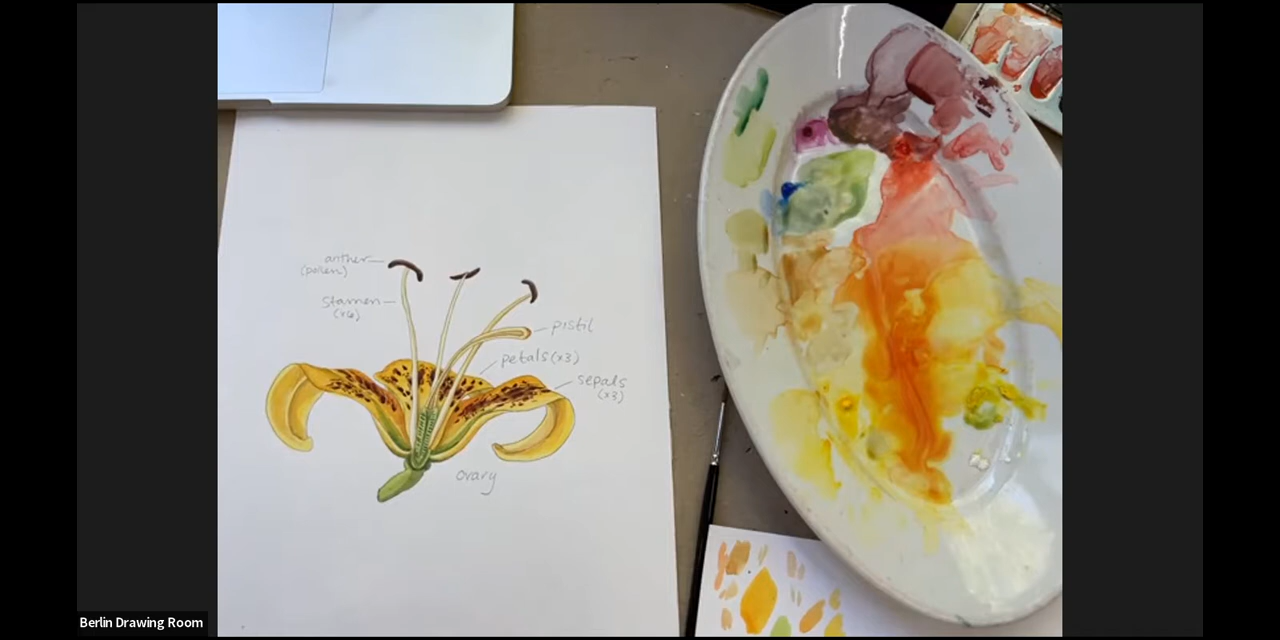 anther
(pollen)
stamen
(x6)
pistil
petals (x3)
sepals
(x3)
ovary
Berlin Drawing Room